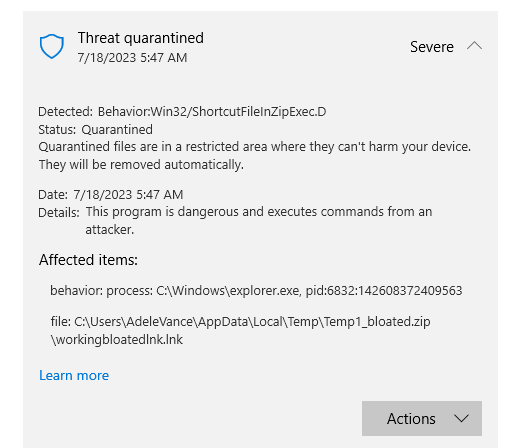 Threat quarantined
7/18/2023 5:47 AM
Severe
Detected: Behavior:Win32/ShortcutFileInZipExec.D
Status: Quarantined
Quarantined files are in a restricted area where they can't harm your device.
They will be removed automatically.
Date: 7/18/2023 5:47 AM
Details: This program is dangerous and executes commands from an
attacker.
Affected items:
behavior: process: C:\Windows\explorer.exe, pid:6832:142608372409563
file: C:\Users\AdeleVance\AppData\Local\Temp\Temp1_bloated.zip
\workingbloatedlnk.lnk
Learn more
Actions